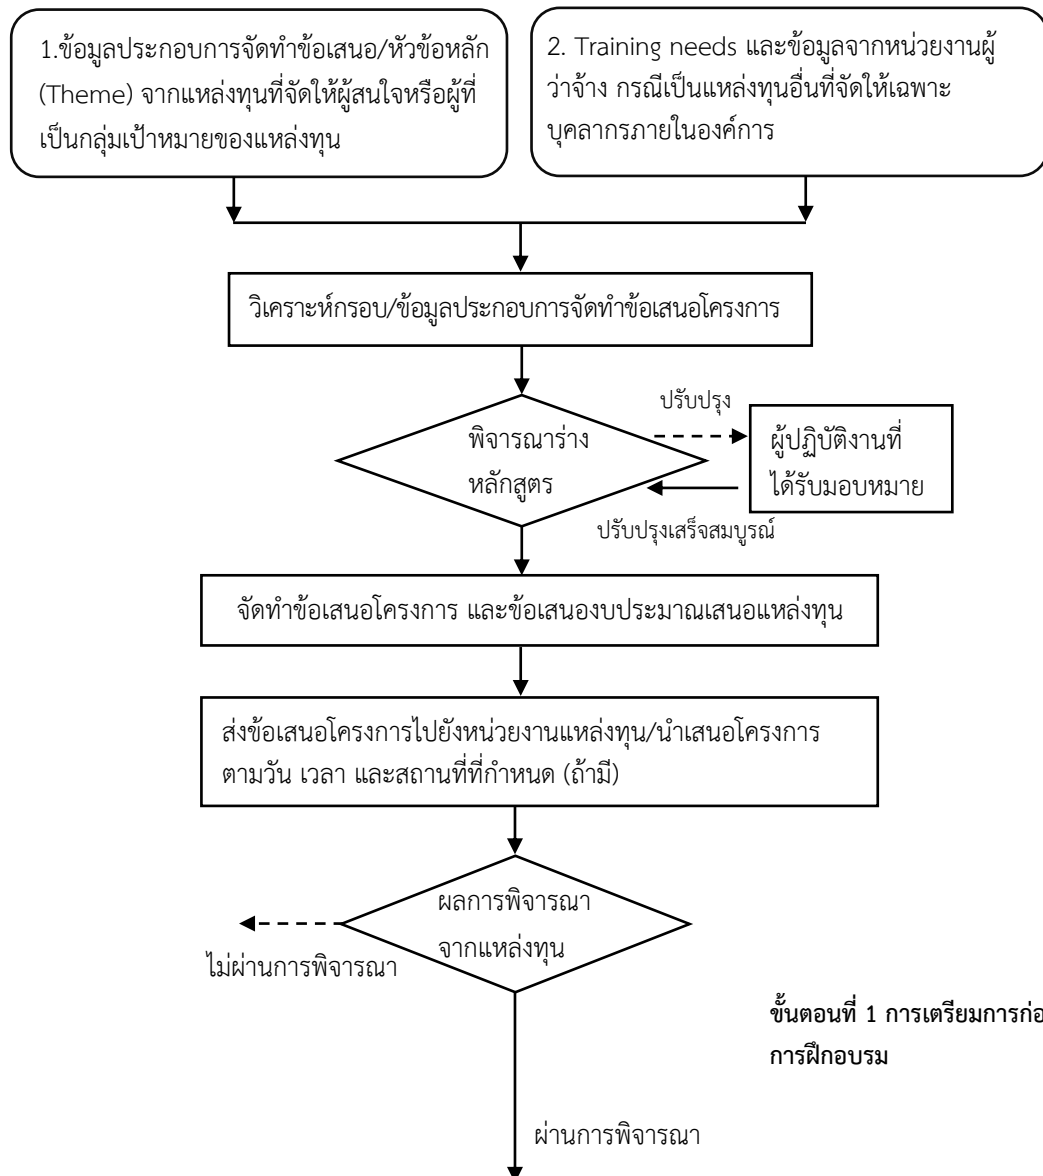 1.ข้อมูลประกอบการจัดทำข้อเสนอ/หัวข้อหลัก
(Theme) จากแหล่งทุนที่จัดให้ผู้สนใจหรือผู้ที่
เป็นกลุ่มเป้าหมายของแหล่งทุน
2. Training needs และข้อมูลจากหน่วยงานผู้
ว่าจ้าง กรณีเป็นแหล่งทุนอื่นที่จัดให้เฉพาะ
บุคลากรภายในองค์การ
วิเคราะห์กรอบ/ข้อมูลประกอบการจัดทำข้อเสนอโครงการ
พิจารณาร่าง
หลักสูตร
ปรับปรุง
ผู้ปฏิบัติงานที่
ได้รับมอบหมาย
ปรับปรุงเสร็จสมบูรณ์
จัดทำข้อเสนอโครงการ และข้อเสนองบประมาณเสนอแหล่งทุน
ส่งข้อเสนอโครงการไปยังหน่วยงานแหล่งทุน/นำเสนอโครงการ
ตามวัน เวลา และสถานที่ที่กำหนด (ถ้ามี)
ผลการพิจารณา
จากแหล่งทุน
ไม่ผ่านการพิจารณา
ขั้นตอนที่ 1 การเตรียมการก่อ
การฝึกอบรม
ผ่านการพิจารณา